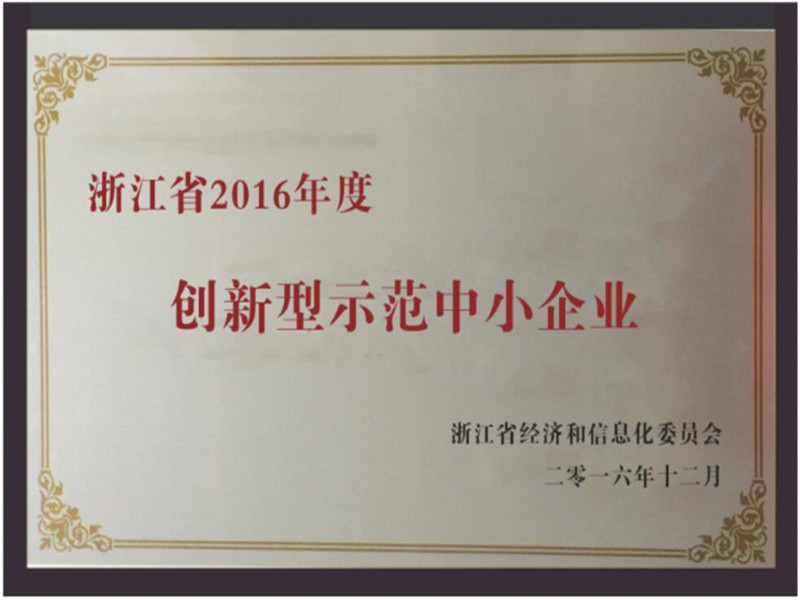 浙江省2016年度
创新型示范中小企业
浙江省经济和信息化委员会
二零一六年十二月